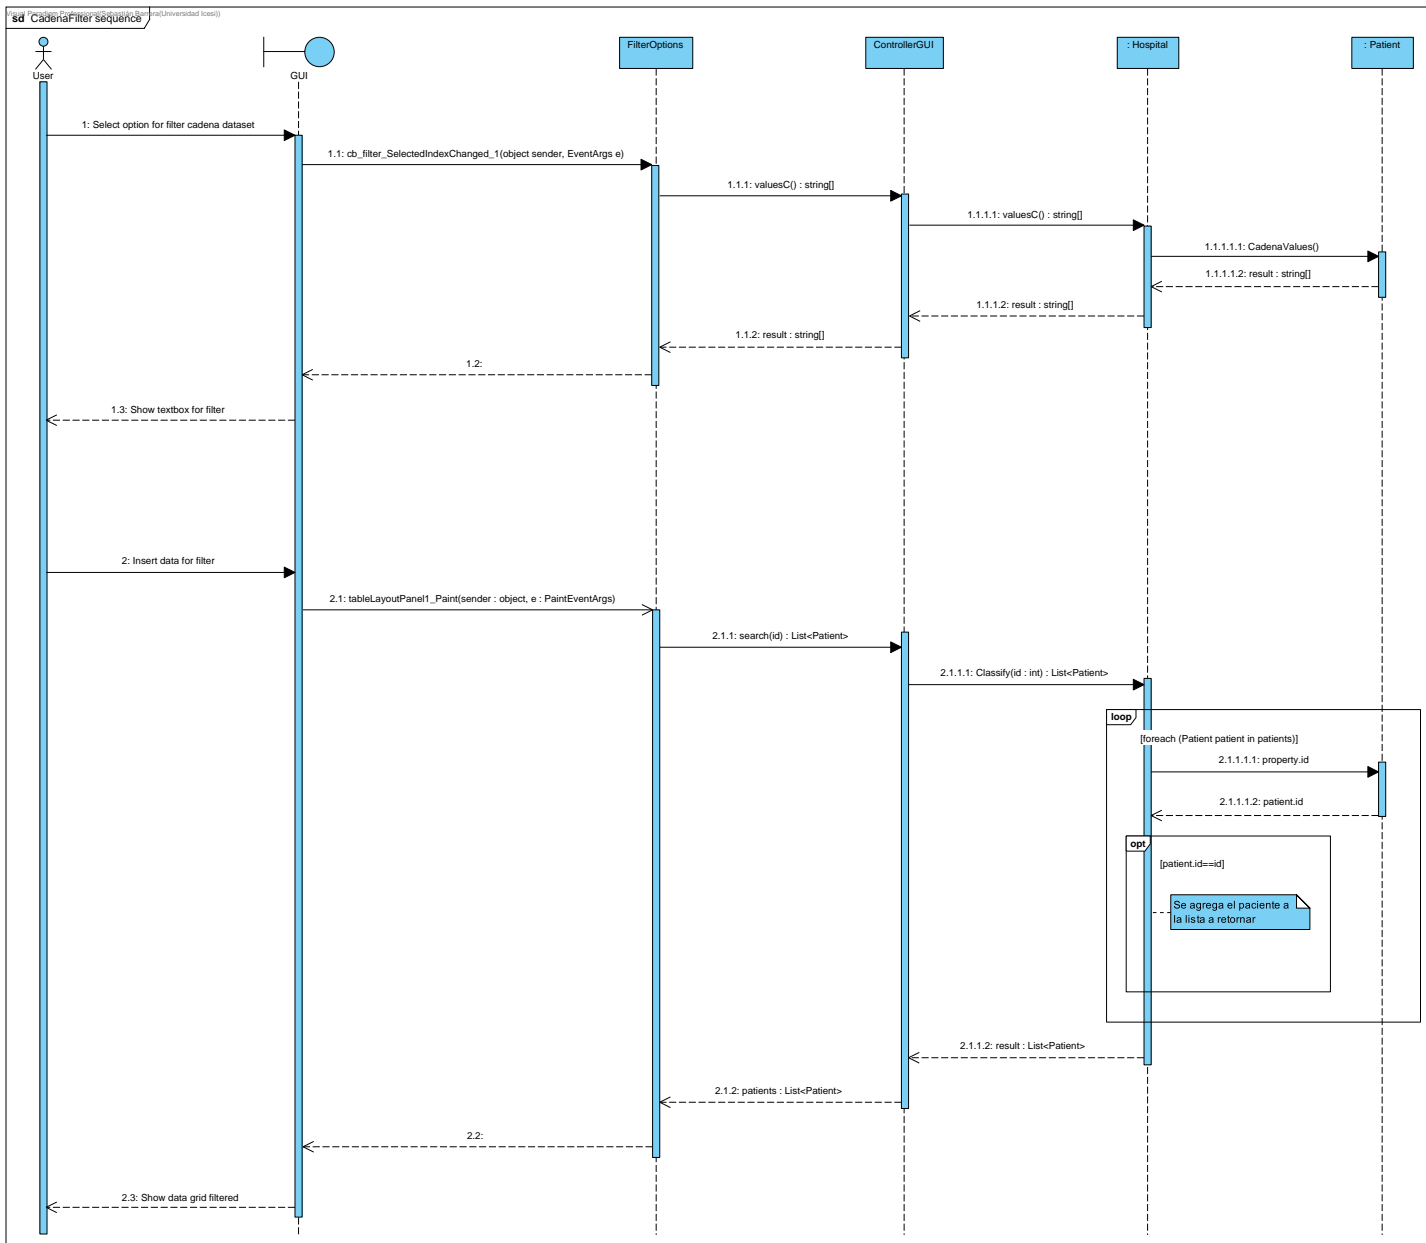 Visual Paradigm Professional(Sebastián Barrera(Universidad Icesi))
sd CadenaFilter sequence
User
GUI
FilterOptions
ControllerGUI
: Hospital
: Patient
1: Select option for filter cadena dataset
1.1: cb_filter_SelectedIndexChanged_1(object sender, EventArgs e)
1.1.1: valuesC() : string[]
1.1.1.1: valuesC() : string[]
1.1.1.1.1: CadenaValues()
1.1.1.1.2: result : string[]
1.1.1.2: result : string[]
1.1.2: result : string[]
1.2:
1.3: Show textbox for filter
2: Insert data for filter
2.1: tableLayoutPanel1_Paint(sender : object, e : PaintEventArgs)
2.1.1: search(id) : List<Patient>
2.1.1.1: Classify(id : int) : List<Patient>
loop
[foreach (Patient patient in patients)]
2.1.1.1.1: property.id
2.1.1.1.2: patient.id
opt
[patient.id==id]
Se agrega el paciente a
la lista a retornar
2.1.1.2: result : List<Patient>
2.1.2: patients : List<Patient>
2.2:
2.3: Show data grid filtered